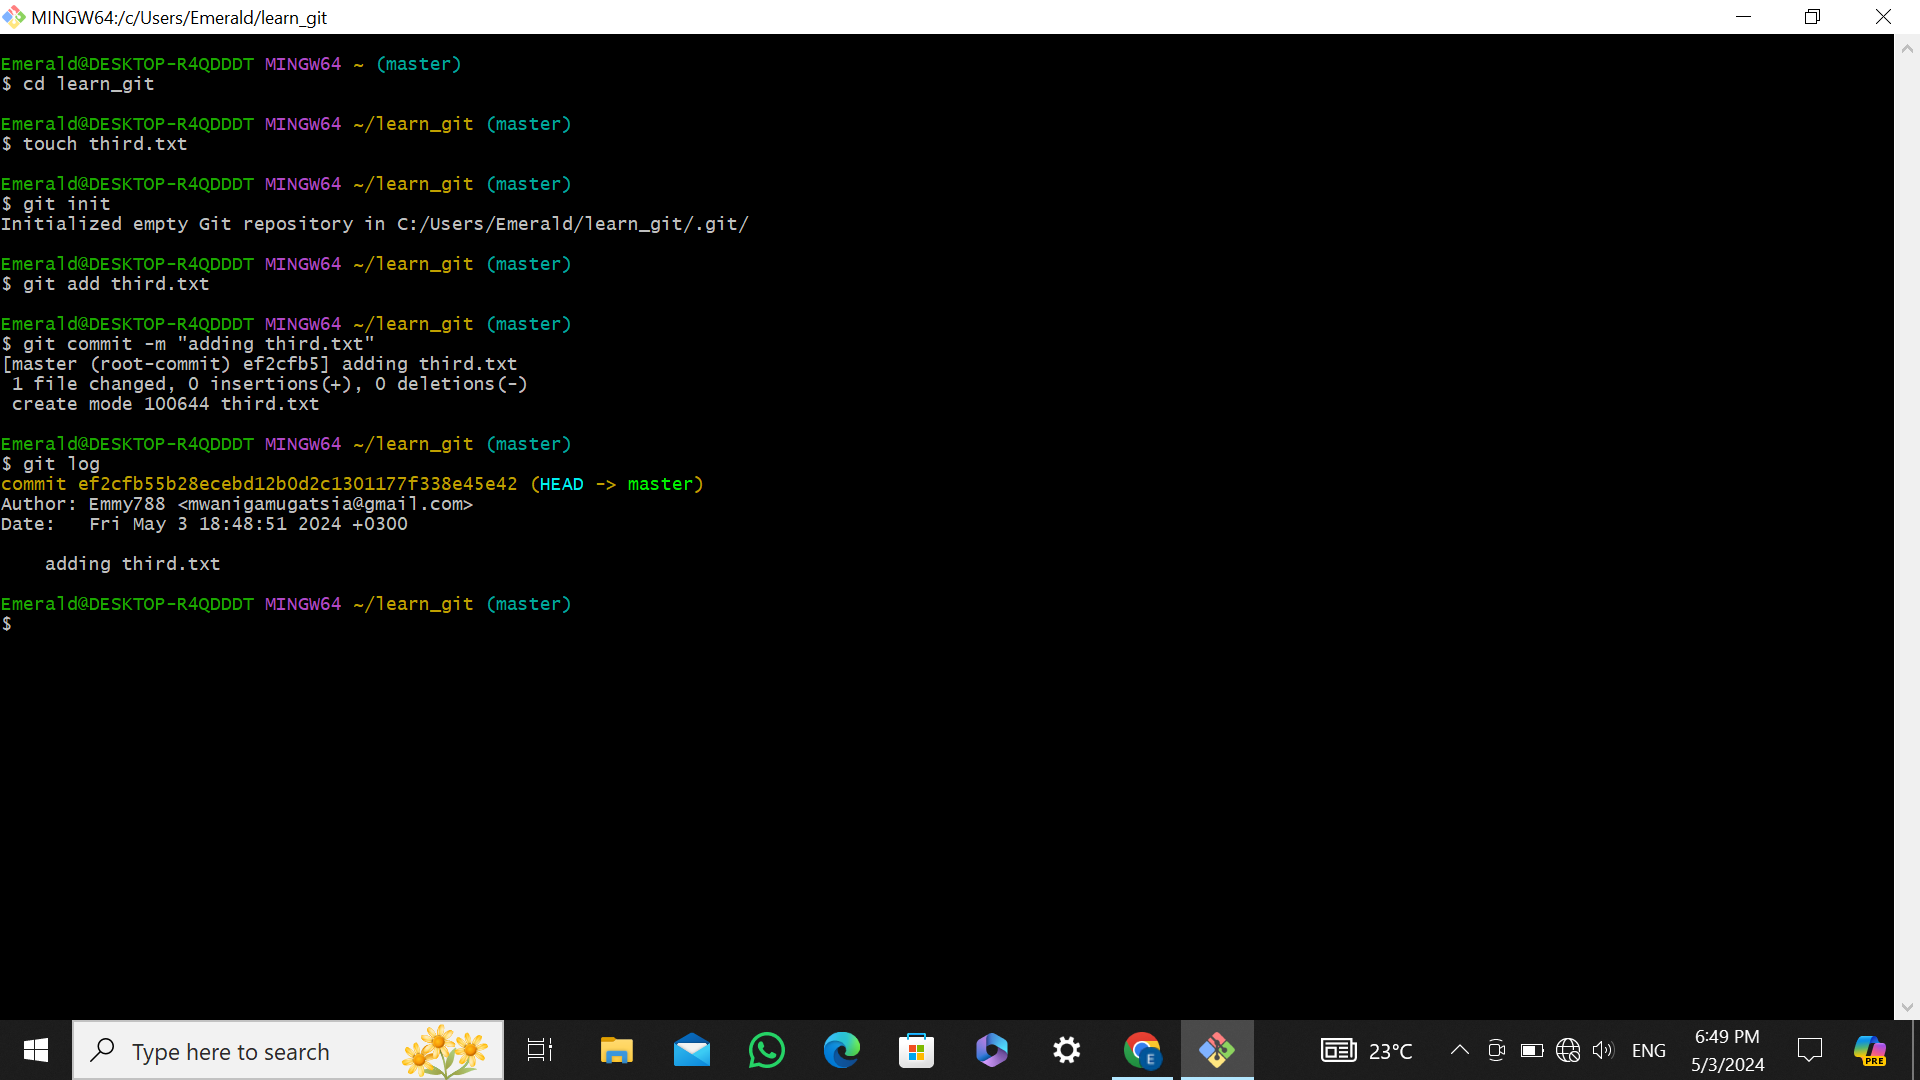 MINGW64:/c/Users/Emerald/learn_git
Emerald@DESKTOP-R4QDDDT MINGW64 ~ (master)
$ cd learn_git
Emerald@DESKTOP-R4QDDDT MINGW64 ~/learn_git (master)
$ touch third.txt
Emerald@DESKTOP-R4QDDDT MINGW64 ~/learn_git (master)
$ git init
Initialized empty Git repository in C:/Users/Emerald/learn_git/.git/
Emerald@DESKTOP-R4QDDDT MINGW64 ~/learn_git (master)
$ git add third.txt
Emerald@DESKTOP-R4QDDDT MINGW64 ~/learn_git (master)
$ git commit -m "adding third.txt"
[master (root-commit) ef2cfb5] adding third.txt
 1 file changed, 0 insertions(+), 0 deletions(-)
 create mode 100644 third.txt
Emerald@DESKTOP-R4QDDDT MINGW64 ~/learn_git (master)
$ git log
commit ef2cfb55b28ecebd12b0d2c1301177f338e45e42 (HEAD -> master)
Author: Emmy788 <mwanigamugatsia@gmail.com>
Date:   Fri May 3 18:48:51 2024 +0300
    adding third.txt
Emerald@DESKTOP-R4QDDDT MINGW64 ~/learn_git (master)
$
Type here to search
E
23°C
ENG
6:49 PM
5/3/2024
PRE